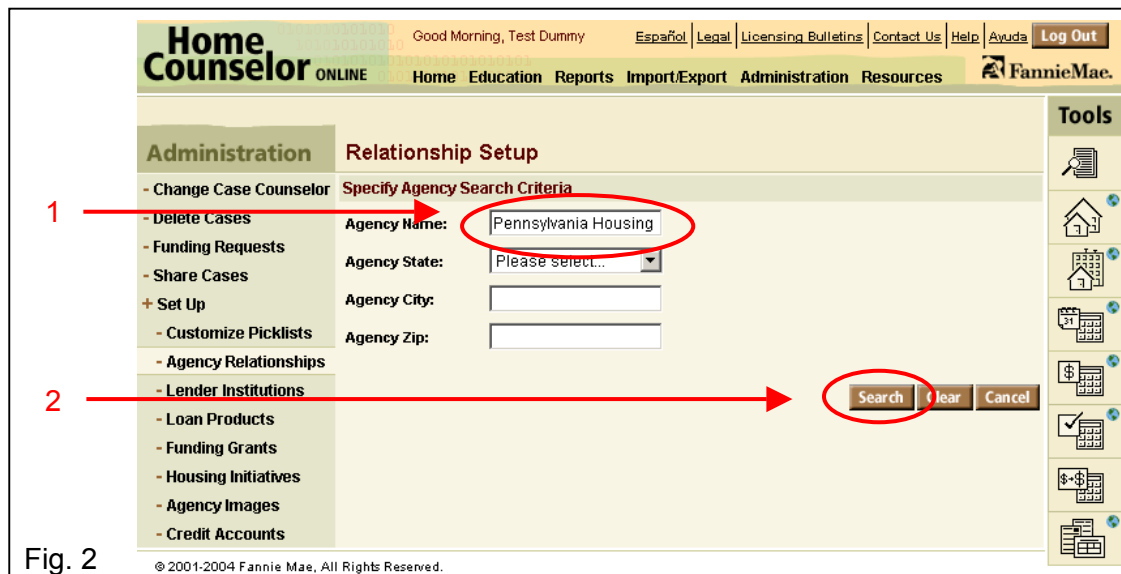 Home Counselor ONLINE
Good Morning, Test Dummy
Español Legal Licensing Bulletins Contact Us Help Ayuda Log Out
Home Education Reports Import/Export Administration Resources
FannieMae.
Tools
Administration
Relationship Setup
- Change Case Counselor
Specify Agency Search Criteria
1
- Delete Cases
Agency Name: Pennsylvania Housing
- Funding Requests
Agency State: Please select...
- Share Cases
+ Set Up
Agency City:
- Customize Picklists
Agency Zip:
- Agency Relationships
2
- Lender Institutions
Search Clear Cancel
- Loan Products
- Funding Grants
- Housing Initiatives
- Agency Images
- Credit Accounts
Fig. 2
© 2001-2004 Fannie Mae, All Rights Reserved.